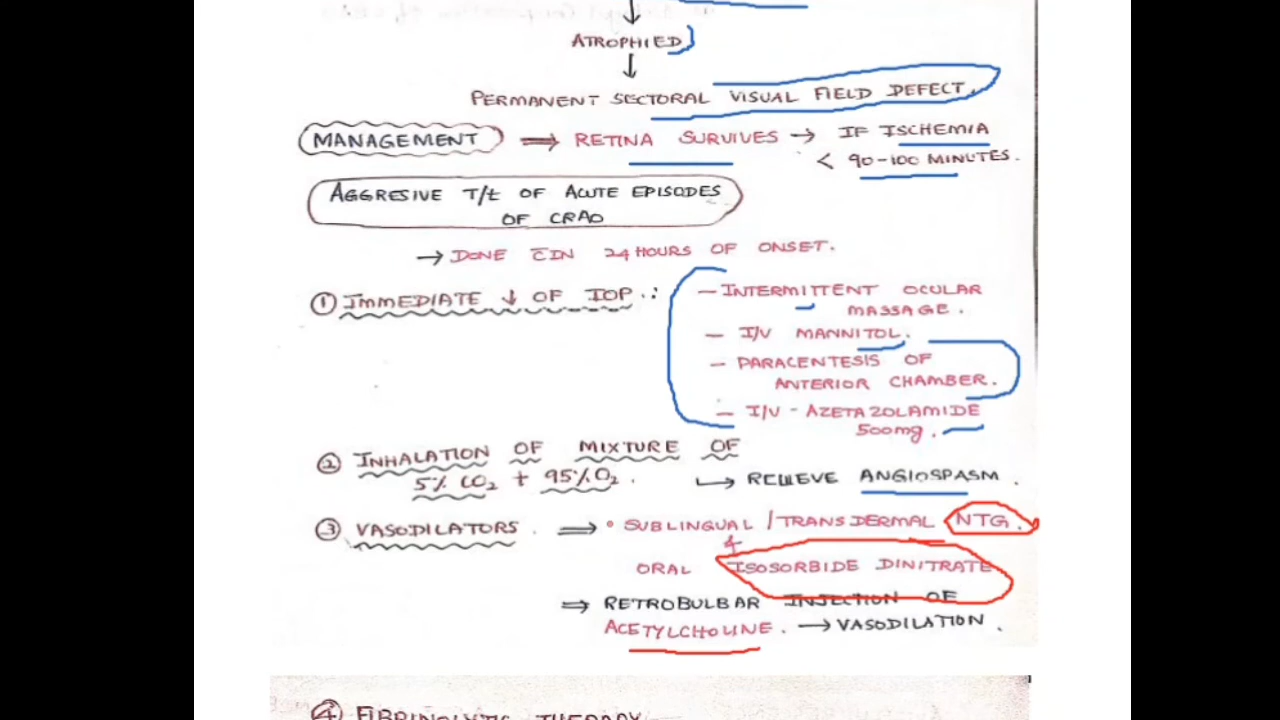 ATROPHIED
PERMANENT SECTORAL VISUAL FIELD DEFECT.
MANAGEMENT ⟹ RETINA SURVIVES → IF ISCHEMIA
< 90-100 MINUTES.
AGGRESIVE T/t OF ACUTE EPISODES
OF CRAO
→ DONE C̅IN 24 HOURS OF ONSET.
① IMMEDIATE ↓ OF IOP :
- INTERMITTENT OCULAR
MASSAGE.
- I/V MANNITOL.
- PARACENTESIS OF
ANTERIOR CHAMBER.
- I/V - AZETAZOLAMIDE
500mg.
② INHALATION OF MIXTURE OF
5% CO₂ + 95% O₂. ↳ RELIEVE ANGIOSPASM.
③ VASODILATORS ⟹ • SUBLINGUAL / TRANSDERMAL NTG.
&
ORAL ISOSORBIDE DINITRATE
⟹ RETROBULBAR INJECTION OF
ACETYLCHOLINE. → VASODILATION.
④ FIBRINOLYTIC THERAPY